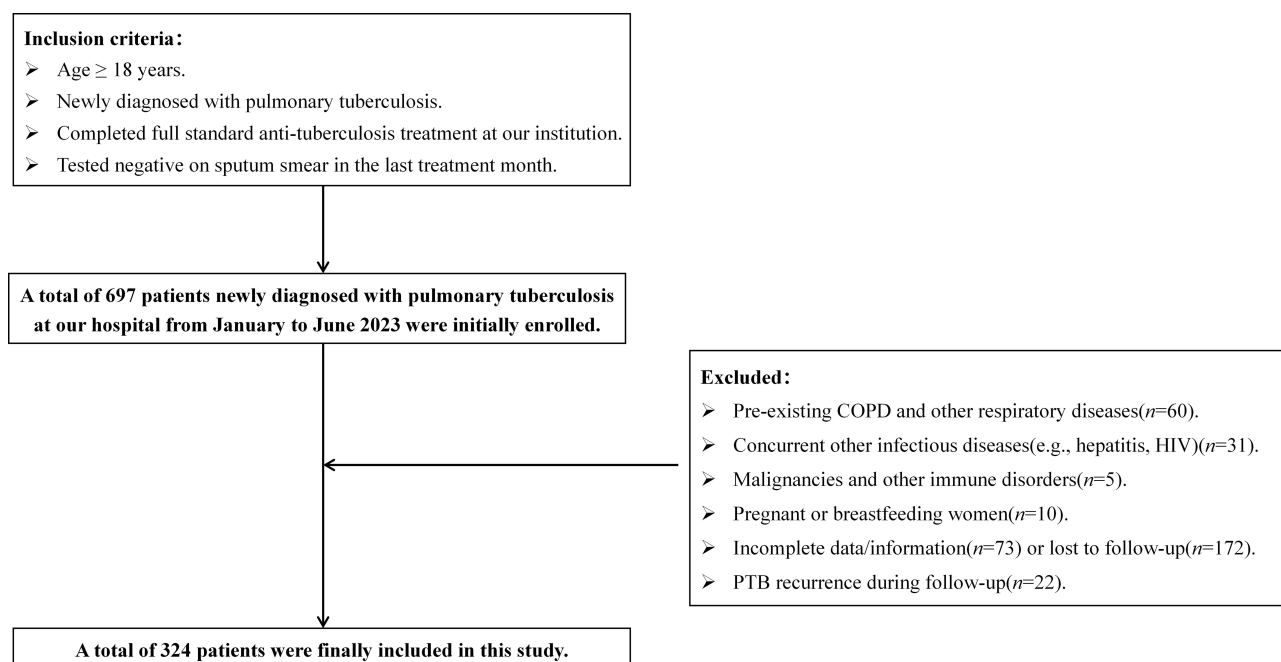 Inclusion criteria：
➢ Age ≥ 18 years.
➢ Newly diagnosed with pulmonary tuberculosis.
➢ Completed full standard anti-tuberculosis treatment at our institution.
➢ Tested negative on sputum smear in the last treatment month.
A total of 697 patients newly diagnosed with pulmonary tuberculosis
at our hospital from January to June 2023 were initially enrolled.
Excluded：
➢ Pre-existing COPD and other respiratory diseases(n=60).
➢ Concurrent other infectious diseases(e.g., hepatitis, HIV)(n=31).
➢ Malignancies and other immune disorders(n=5).
➢ Pregnant or breastfeeding women(n=10).
➢ Incomplete data/information(n=73) or lost to follow-up(n=172).
➢ PTB recurrence during follow-up(n=22).
A total of 324 patients were finally included in this study.